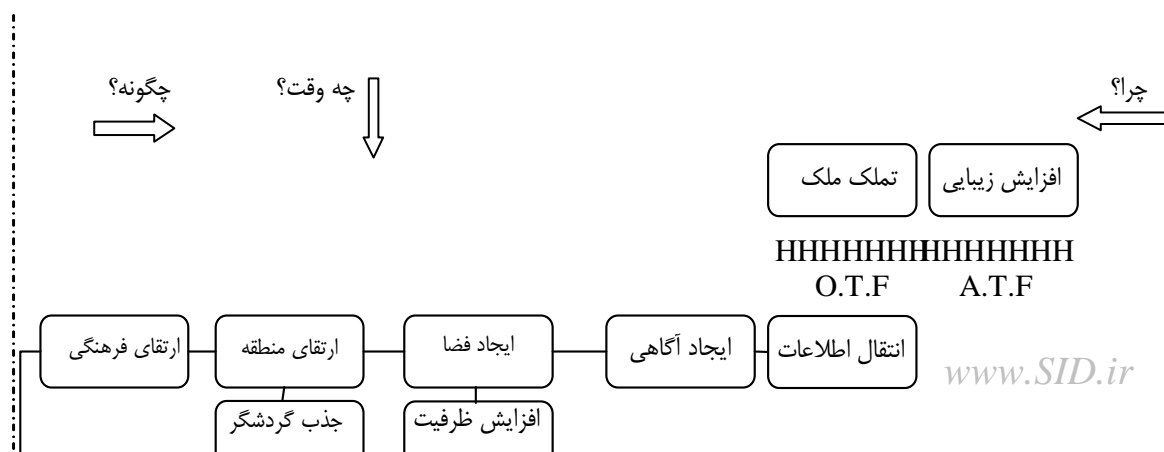 چرا؟
چه وقت؟
چگونه؟
افزایش زیبایی
تملک ملک
HHHHHHHHHHHHHH
A.T.F
O.T.F
انتقال اطلاعات
ایجاد آگاهی
ایجاد فضا
ارتقای منطقه
ارتقای فرهنگی
www.SID.ir
افزایش ظرفیت
جذب گردشگر